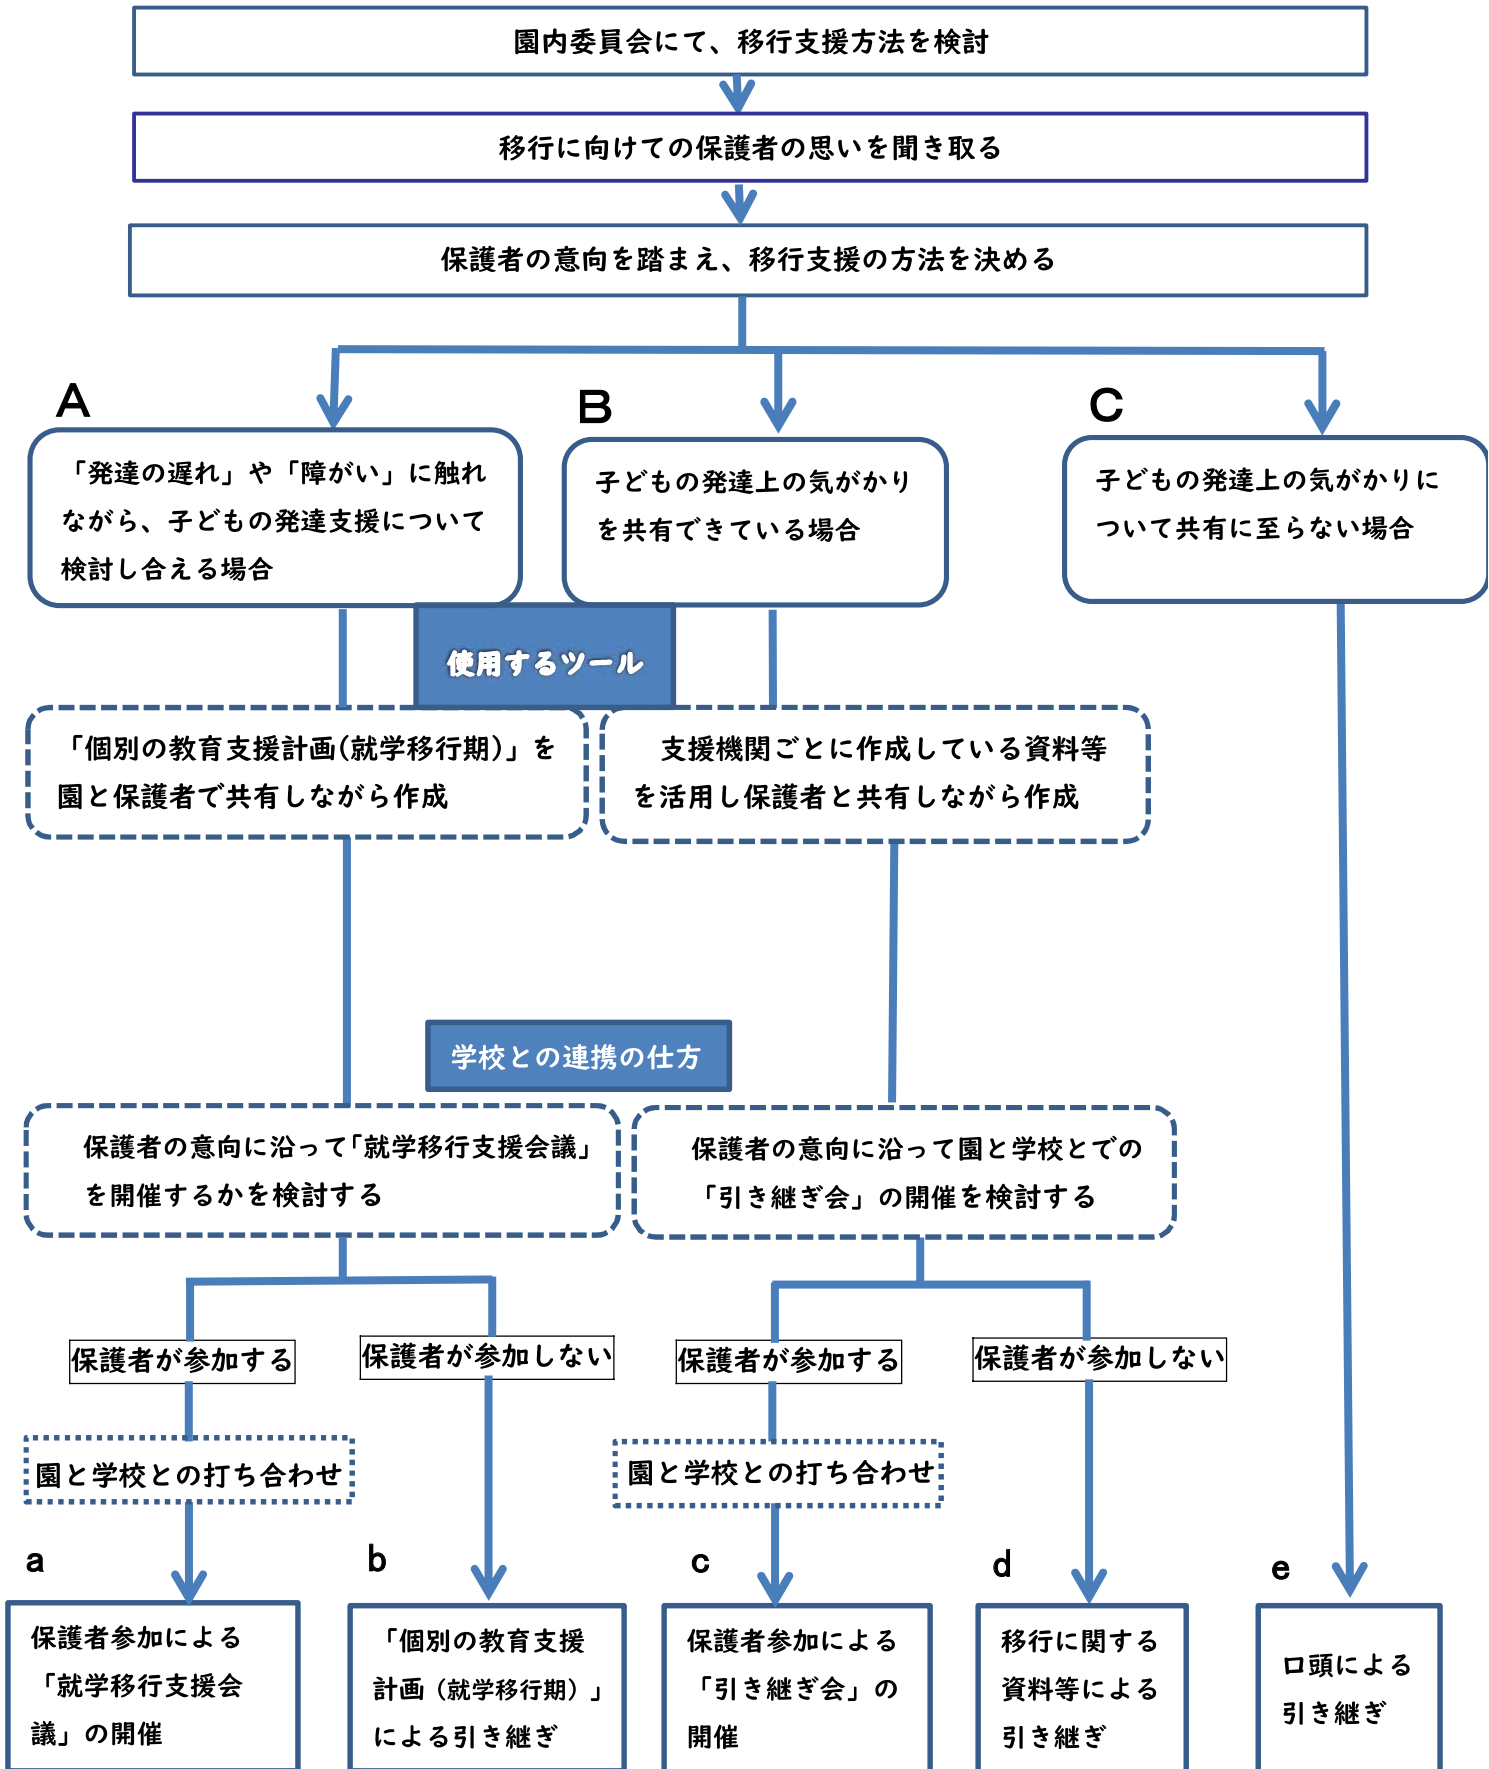 園内委員会にて、移行支援方法を検討
移行に向けての保護者の思いを聞き取る
保護者の意向を踏まえ、移行支援の方法を決める
A
「発達の遅れ」や「障がい」に触れ
ながら、子どもの発達支援について
検討し合える場合
B
子どもの発達上の気がかり
を共有できている場合
C
子どもの発達上の気がかりに
ついて共有に至らない場合
使用するツール
「個別の教育支援計画(就学移行期)」を
園と保護者で共有しながら作成
支援機関ごとに作成している資料等
を活用し保護者と共有しながら作成
学校との連携の仕方
保護者の意向に沿って「就学移行支援会議」
を開催するかを検討する
保護者の意向に沿って園と学校とでの
「引き継ぎ会」の開催を検討する
保護者が参加する
保護者が参加しない
保護者が参加する
保護者が参加しない
園と学校との打ち合わせ
園と学校との打ち合わせ
a
保護者参加による
「就学移行支援会
議」の開催
b
「個別の教育支援
計画（就学移行期）」
による引き継ぎ
c
保護者参加による
「引き継ぎ会」の
開催
d
移行に関する
資料等による
引き継ぎ
e
口頭による
引き継ぎ